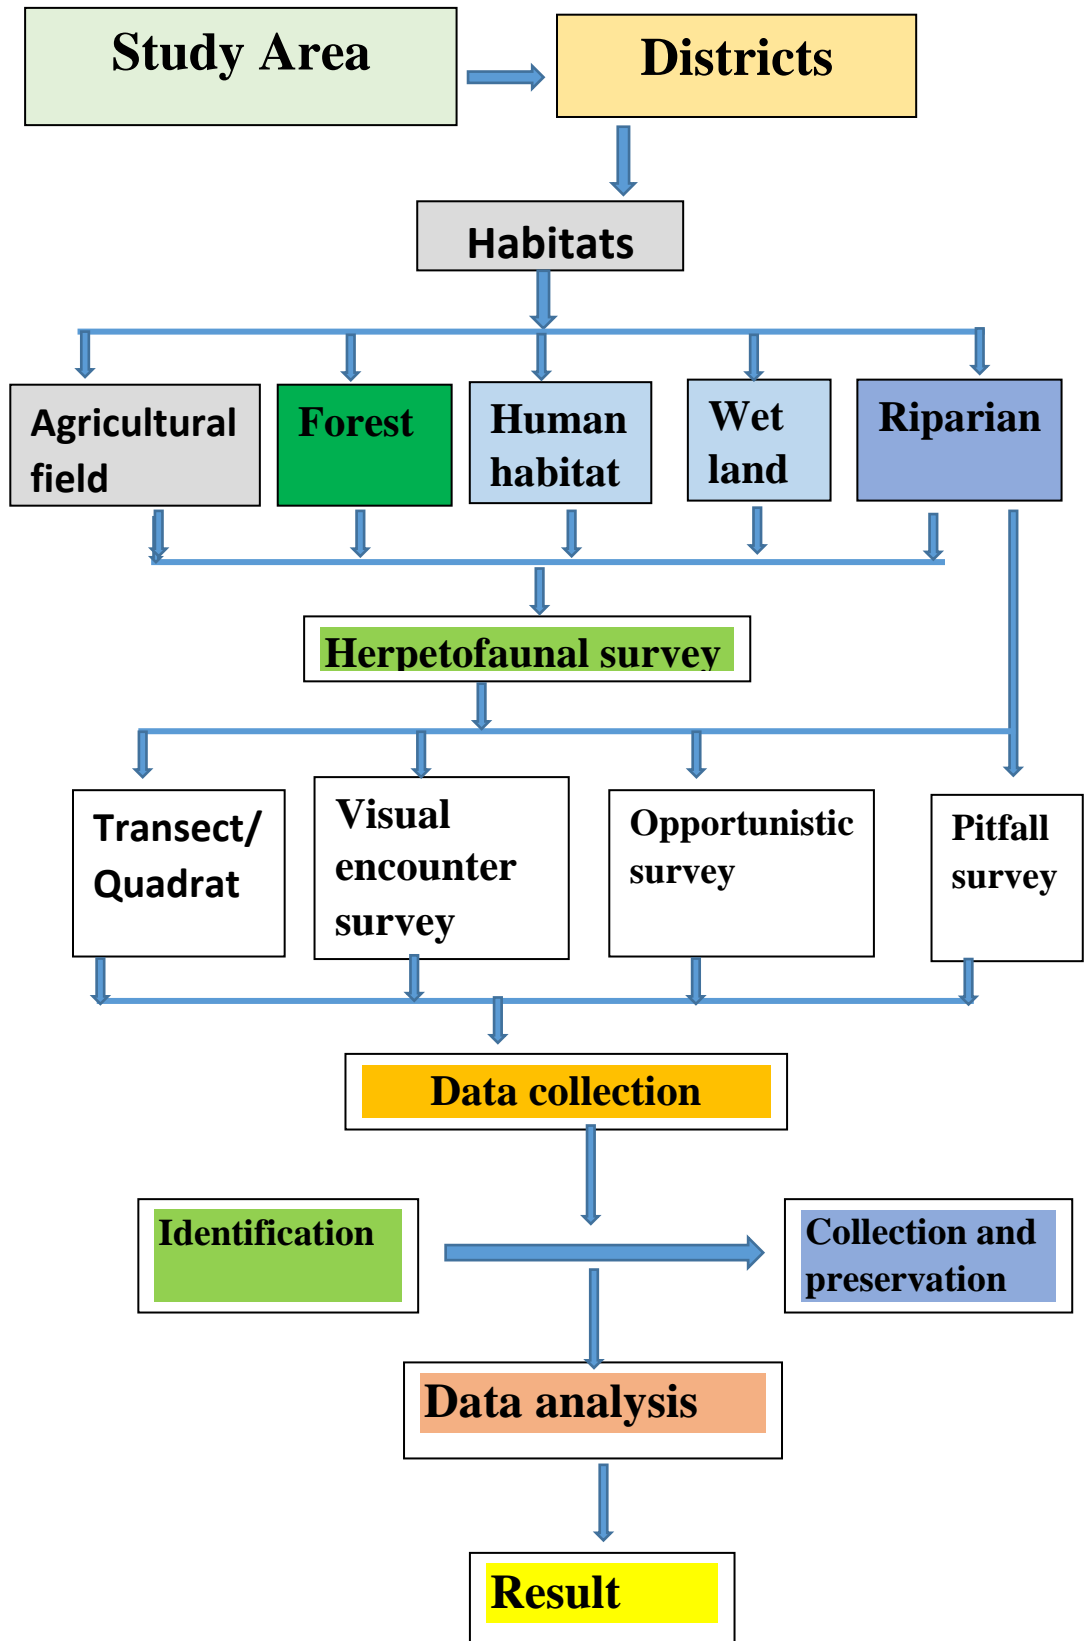 Study Area
Districts
Habitats
Agricultural
field
Forest
Human
habitat
Wet
land
Riparian
Herpetofaunal survey
Transect/
Quadrat
Visual
encounter
survey
Opportunistic
survey
Pitfall
survey
Data collection
Identification
Collection and
preservation
Data analysis
Result